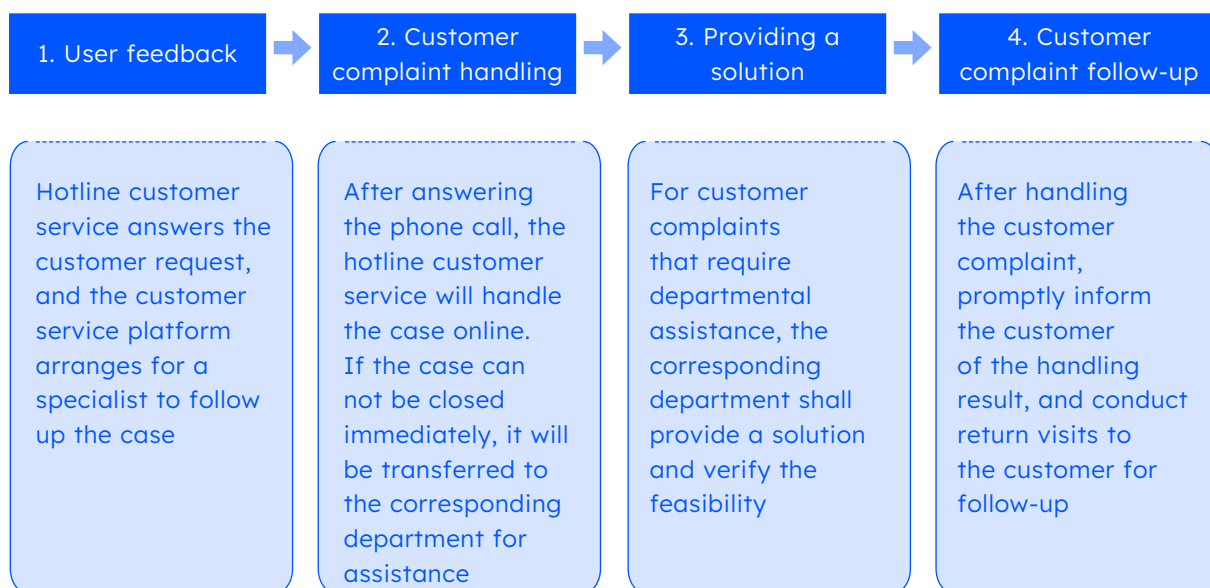 1. User feedback
2. Customer
complaint handling
3. Providing a
solution
4. Customer
complaint follow-up
Hotline customer
service answers the
customer request,
and the customer
service platform
arranges for a
specialist to follow
up the case
After answering
the phone call, the
hotline customer
service will handle
the case online.
If the case can
not be closed
immediately, it will
be transferred to
the corresponding
department for
assistance
For customer
complaints
that require
departmental
assistance, the
corresponding
department shall
provide a solution
and verify the
feasibility
After handling
the customer
complaint,
promptly inform
the customer
of the handling
result, and conduct
return visits to
the customer for
follow-up